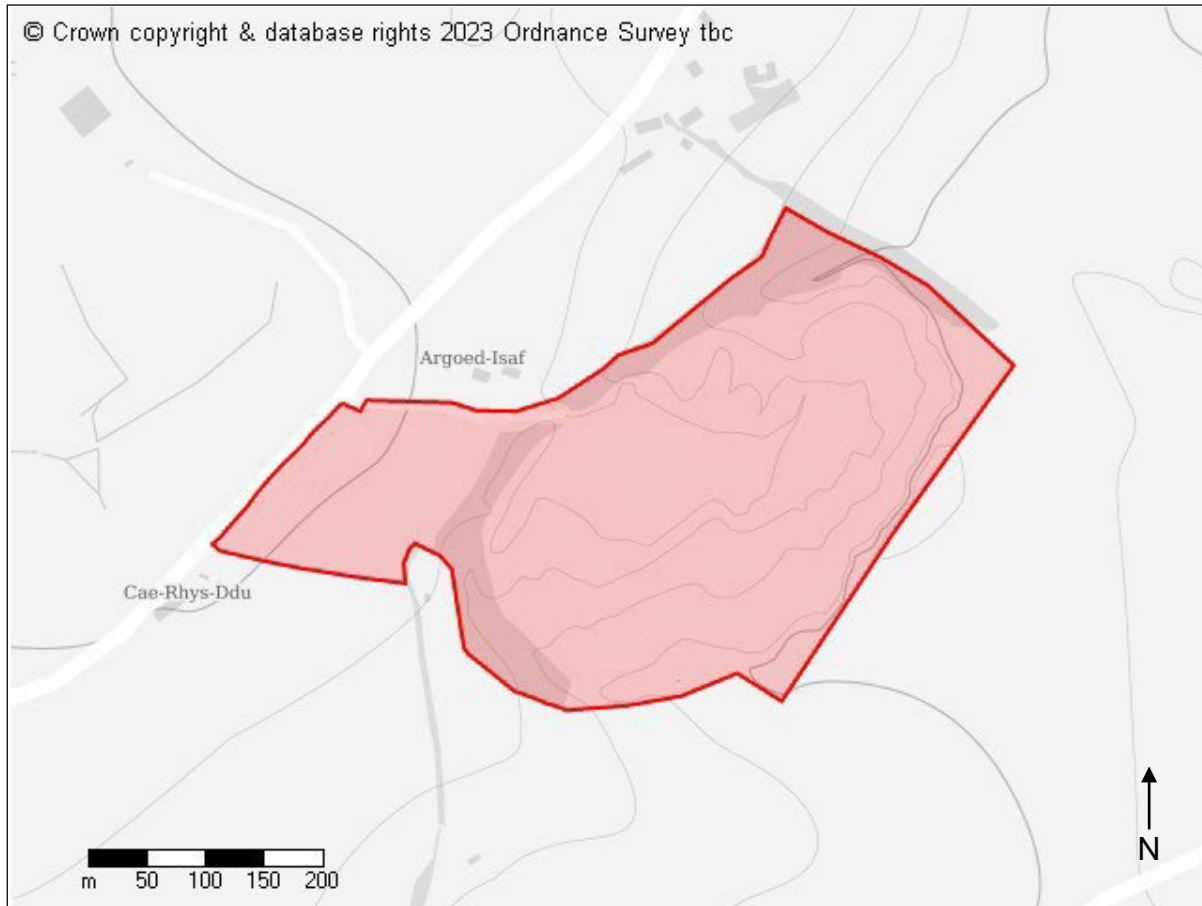 © Crown copyright & database rights 2023 Ordnance Survey tbc
Argoed-Isaf
Cae-Rhys-Ddu
m 50 100 150 200
N